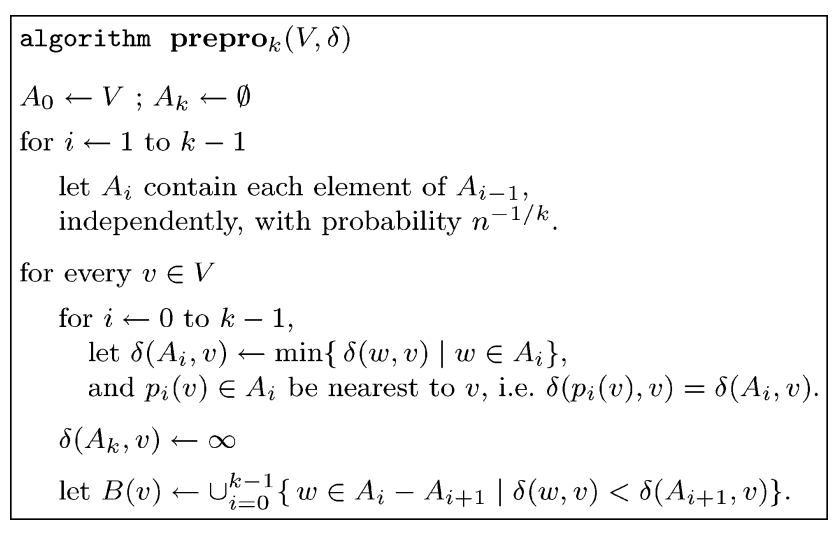 algorithm prepro_k(V, δ)
A_0 ← V ; A_k ← ∅
for i ← 1 to k − 1
let A_i contain each element of A_{i−1},
independently, with probability n^{−1/k}.
for every v ∈ V
for i ← 0 to k − 1,
let δ(A_i, v) ← min{ δ(w, v) | w ∈ A_i},
and p_i(v) ∈ A_i be nearest to v, i.e. δ(p_i(v), v) = δ(A_i, v).
δ(A_k, v) ← ∞
let B(v) ← ∪_{i=0}^{k−1}{ w ∈ A_i − A_{i+1} | δ(w, v) < δ(A_{i+1}, v)}.